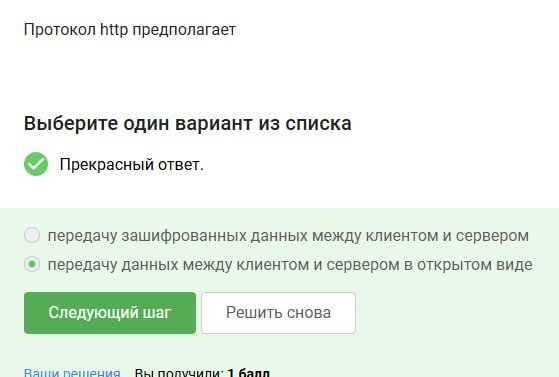 Протокол http предполагает
Выберите один вариант из списка
Прекрасный ответ.
передачу зашифрованных данных между клиентом и сервером
передачу данных между клиентом и сервером в открытом виде
Следующий шаг Решить снова
Ваши решения Вы получили: 1 балл